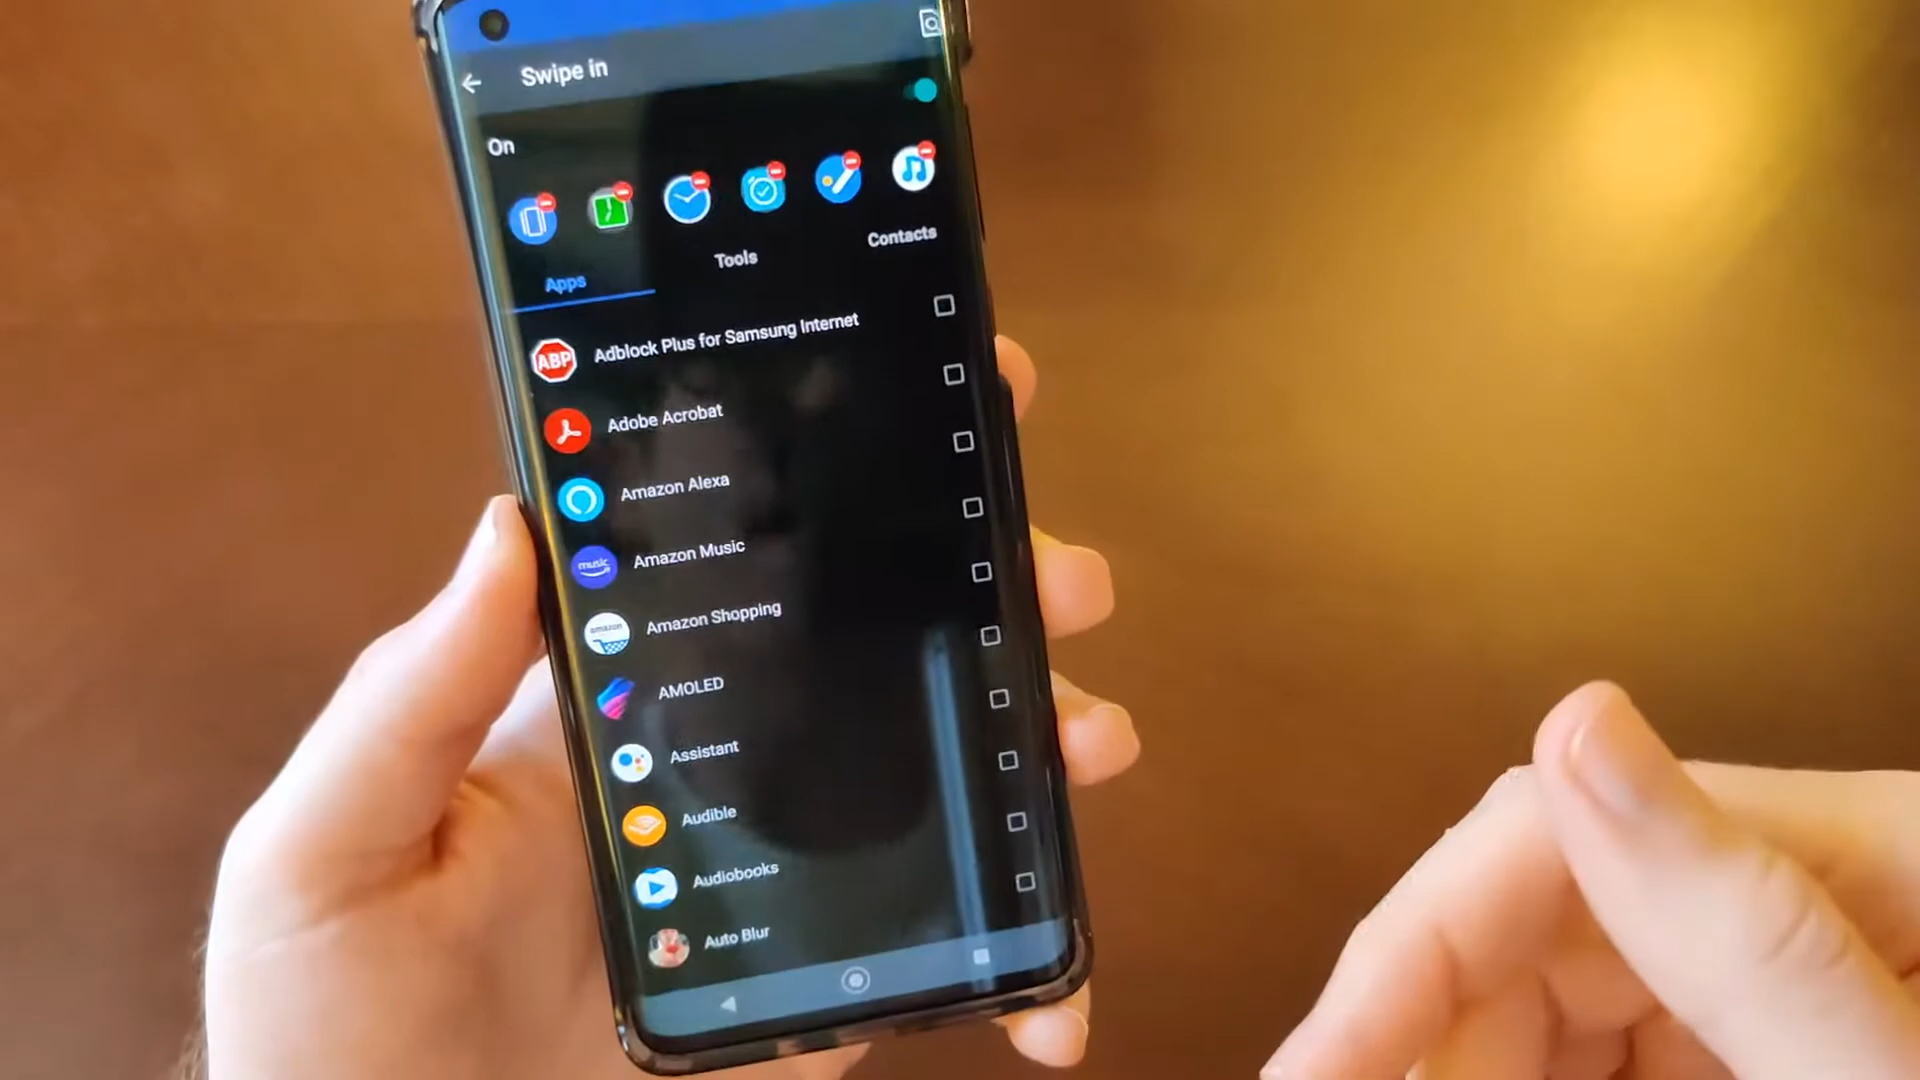 Swipe in
On
Apps
Tools
Contacts
ABP
Adblock Plus for Samsung Internet
Adobe Acrobat
Amazon Alexa
music
Amazon Music
amazon
Amazon Shopping
AMOLED
Assistant
Audible
Audiobooks
Auto Blur